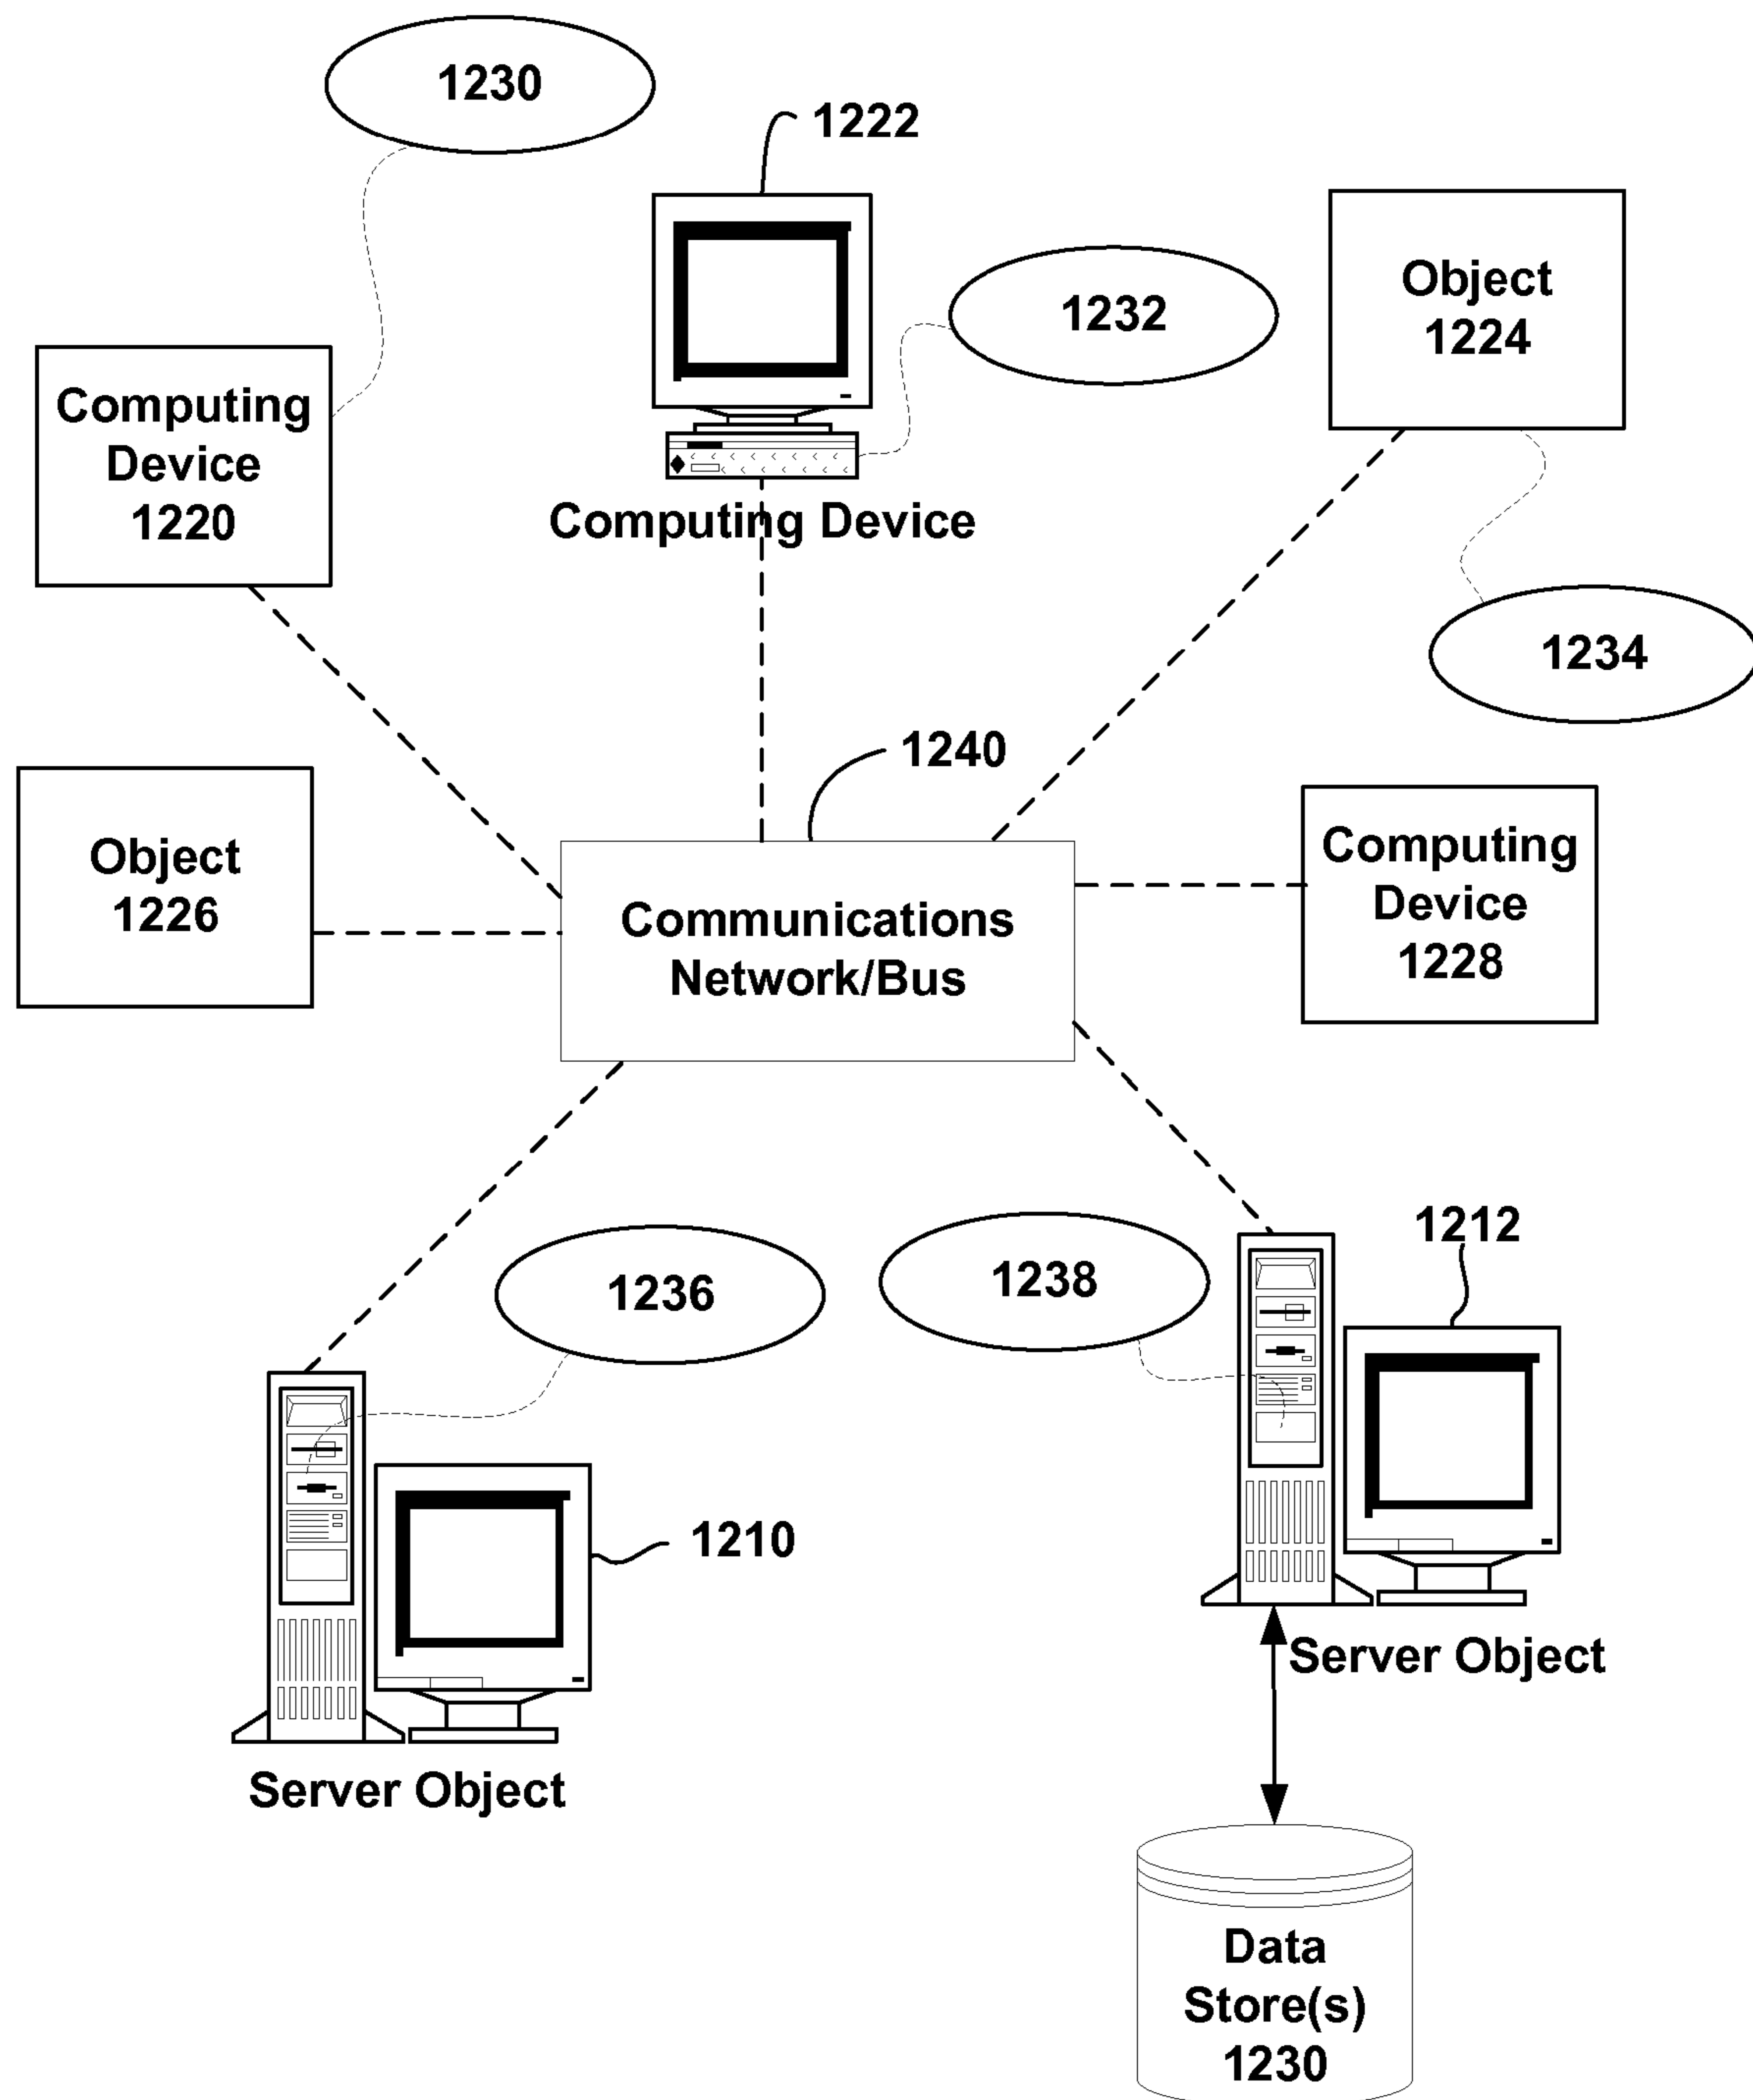 1230
1222
1232
Object
1224
Computing
Device
1220
Computing Device
1234
1240
Object
1226
Communications
Network/Bus
Computing
Device
1228
1212
1236
1238
1210
Server Object
Server Object
Data
Store(s)
1230